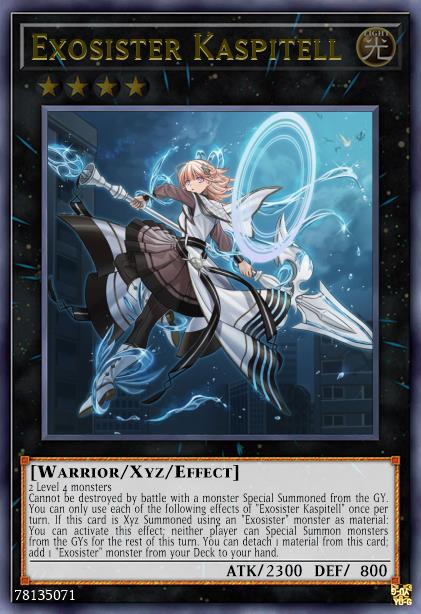 Exosister Kaspitell
LIGHT
光
[Warrior/Xyz/Effect]
2 Level 4 monsters
Cannot be destroyed by battle with a monster Special Summoned from the GY.
You can only use each of the following effects of "Exosister Kaspitell" once per
turn. If this card is Xyz Summoned using an "Exosister" monster as material:
You can activate this effect; neither player can Special Summon monsters
from the GYs for the rest of this turn. You can detach 1 material from this card;
add 1 "Exosister" monster from your Deck to your hand.
ATK/2300 DEF/ 800
78135071